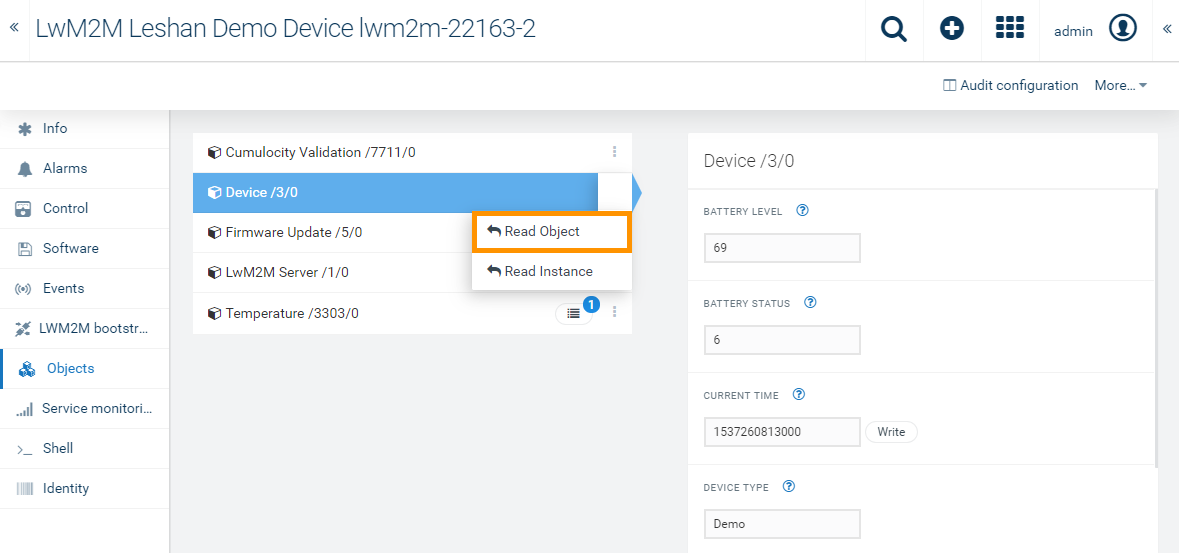 LwM2M Leshan Demo Device lwm2m-22163-2
admin
Audit configuration More...
Info
Alarms
Control
Software
Events
LWM2M bootstr...
Objects
Service monitori...
Shell
Identity
Cumulocity Validation /7711/0
Device /3/0
Firmware Update /5/0
LwM2M Server /1/0
Temperature /3303/0
1
Read Object
Read Instance
Device /3/0
BATTERY LEVEL
69
BATTERY STATUS
6
CURRENT TIME
1537260813000 Write
DEVICE TYPE
Demo